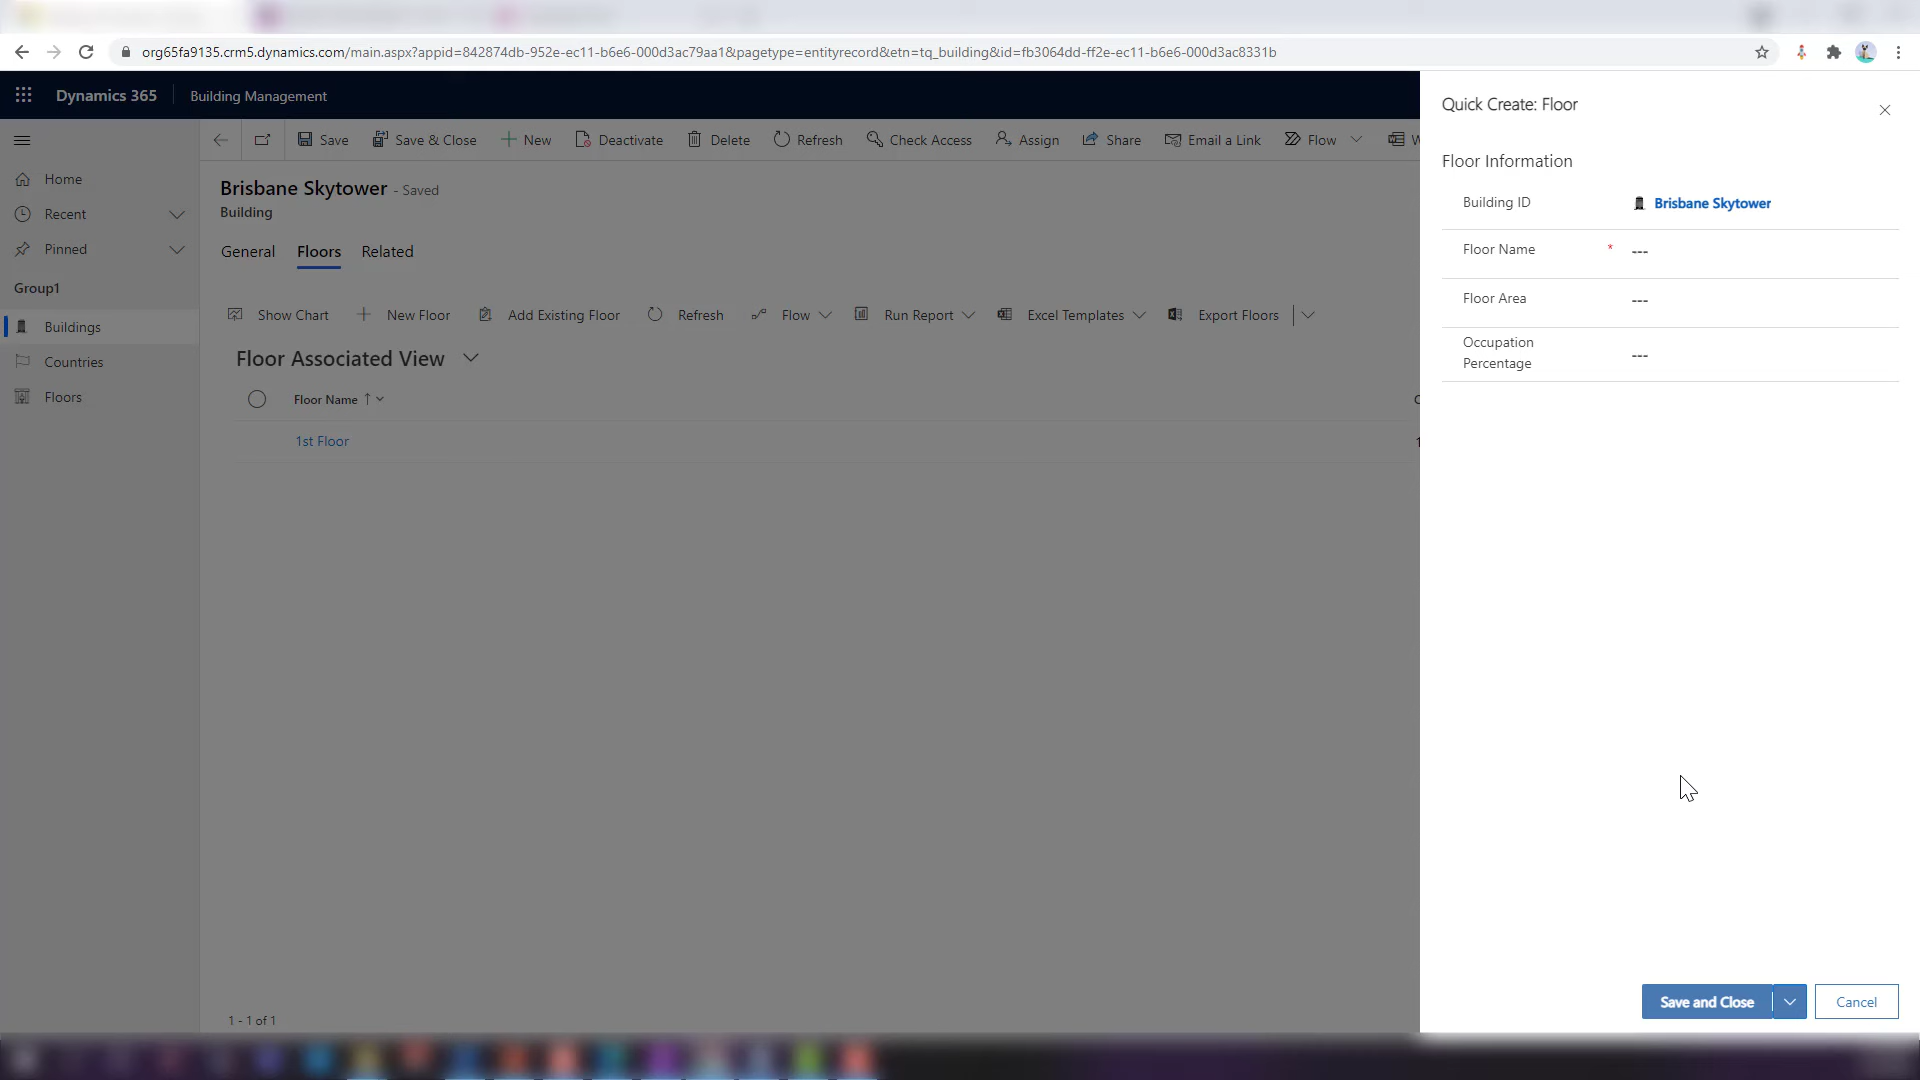 org65fa9135.crm5.dynamics.com/main.aspx?appid=842874db-952e-ec11-b6e6-000d3ac79aa1&pagetype=entityrecord&etn=tq_building&id=fb3064dd-ff2e-ec11-b6e6-000d3ac8331b
Dynamics 365 Building Management
Save Save & Close New Deactivate Delete Refresh Check Access Assign Share Email a Link Flow
Home
Recent
Pinned
Group1
Buildings
Countries
Floors
Brisbane Skytower - Saved
Building
General Floors Related
Show Chart New Floor Add Existing Floor Refresh Flow Run Report Excel Templates Export Floors
Floor Associated View
Floor Name ↑
1st Floor
1 - 1 of 1
Quick Create: Floor
Floor Information
Building ID Brisbane Skytower
Floor Name * ---
Floor Area ---
Occupation
Percentage ---
Save and Close Cancel